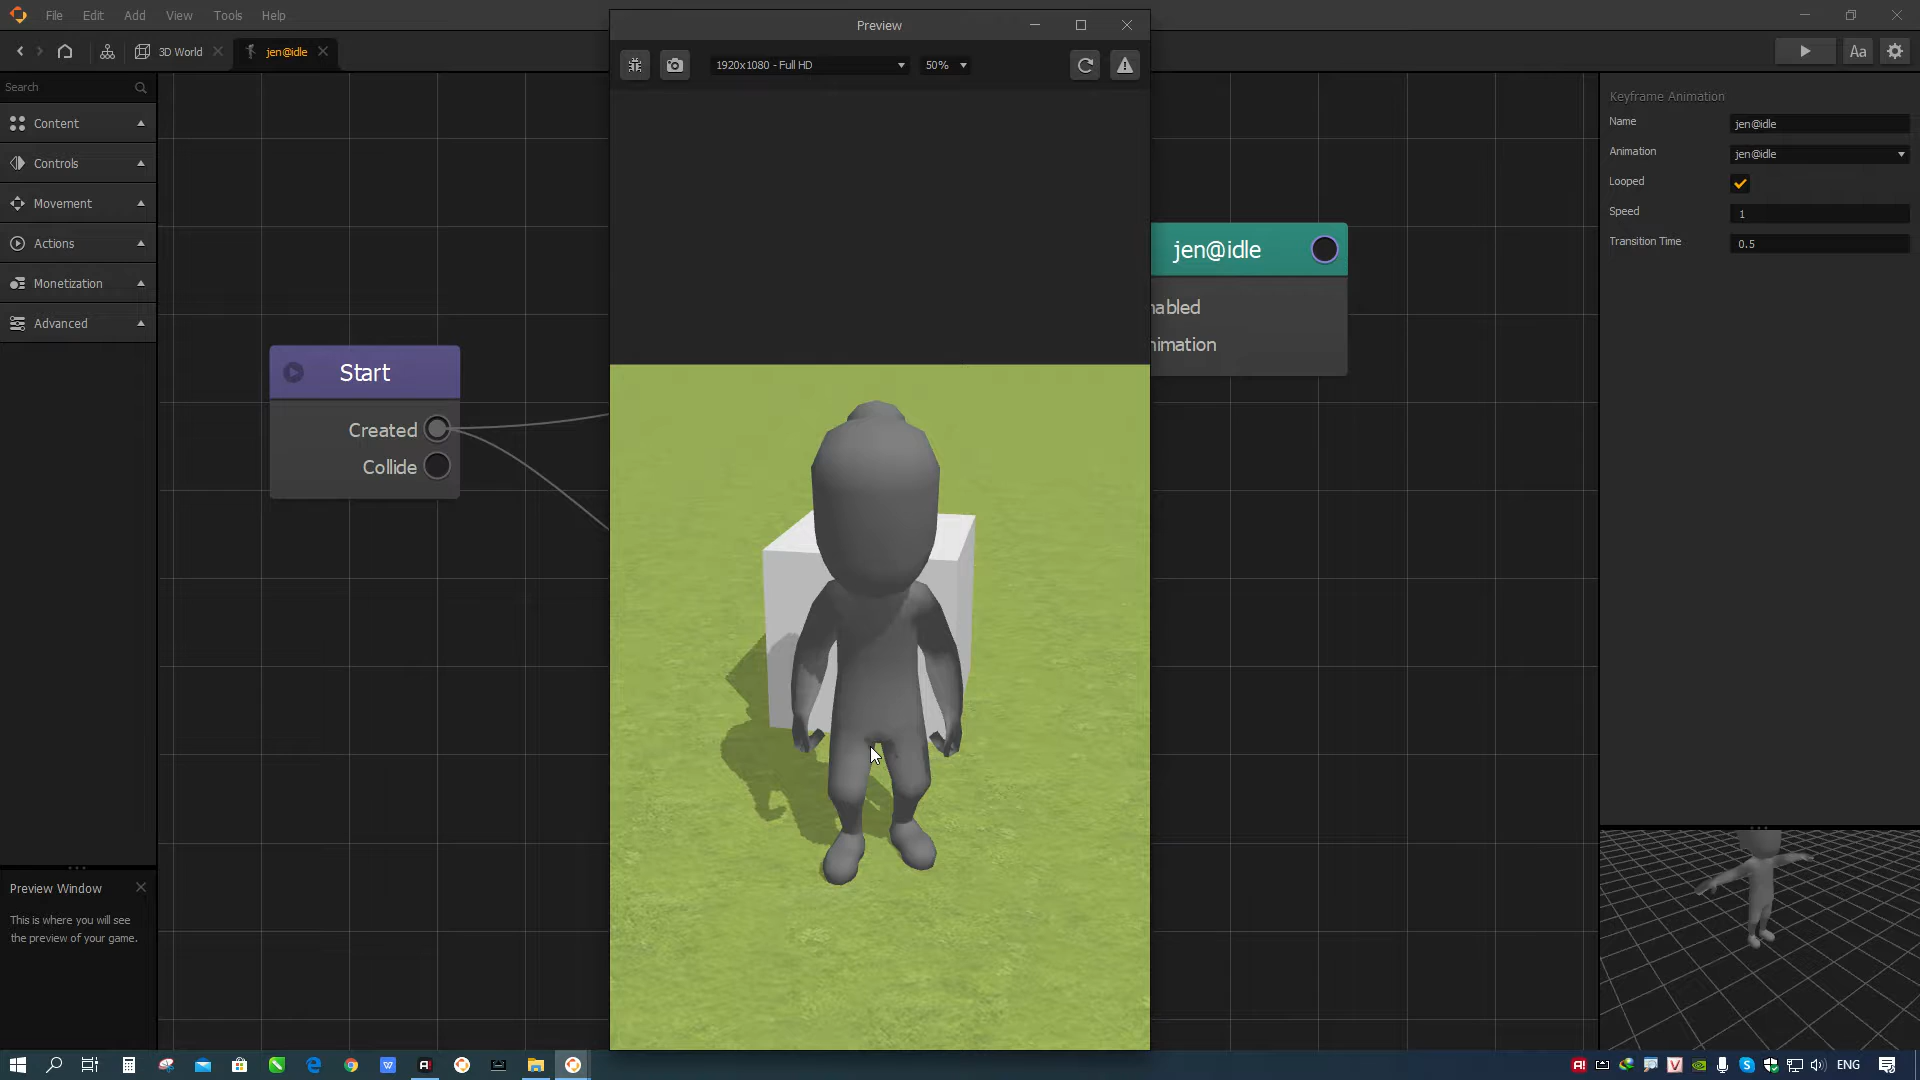 File Edit View Add Tools Help
Preview
3D World
jen@idle
Aa
Search
1920x1080 - Full HD
50%
Content
Controls
Movement
Actions
Monetization
Advanced
Start
Created
Collide
jen@idle
nabled
nimation
Keyframe Animation
Name
jen@idle
Animation
jen@idle
Looped
Speed
1
Transition Time
0.5
Preview Window
This is where you will see
the preview of your game.
ENG